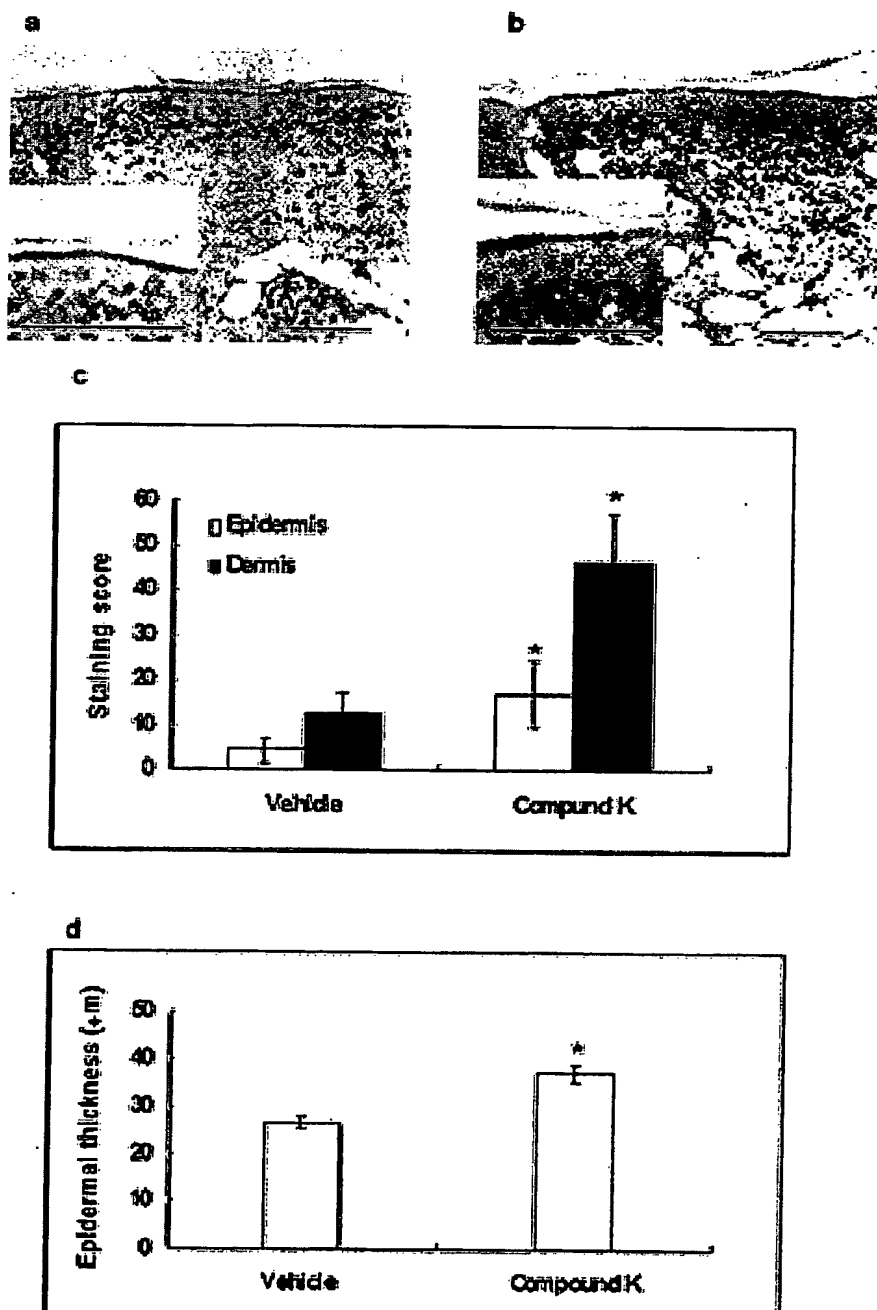 a
b
c
Staining score
60
50
40
30
20
10
0
Epidermis
Dermis
*
*
Vehicle
Compund K
d
Epidermal thickness (+m)
50
40
30
20
10
0
*
Vehicle
Compound K